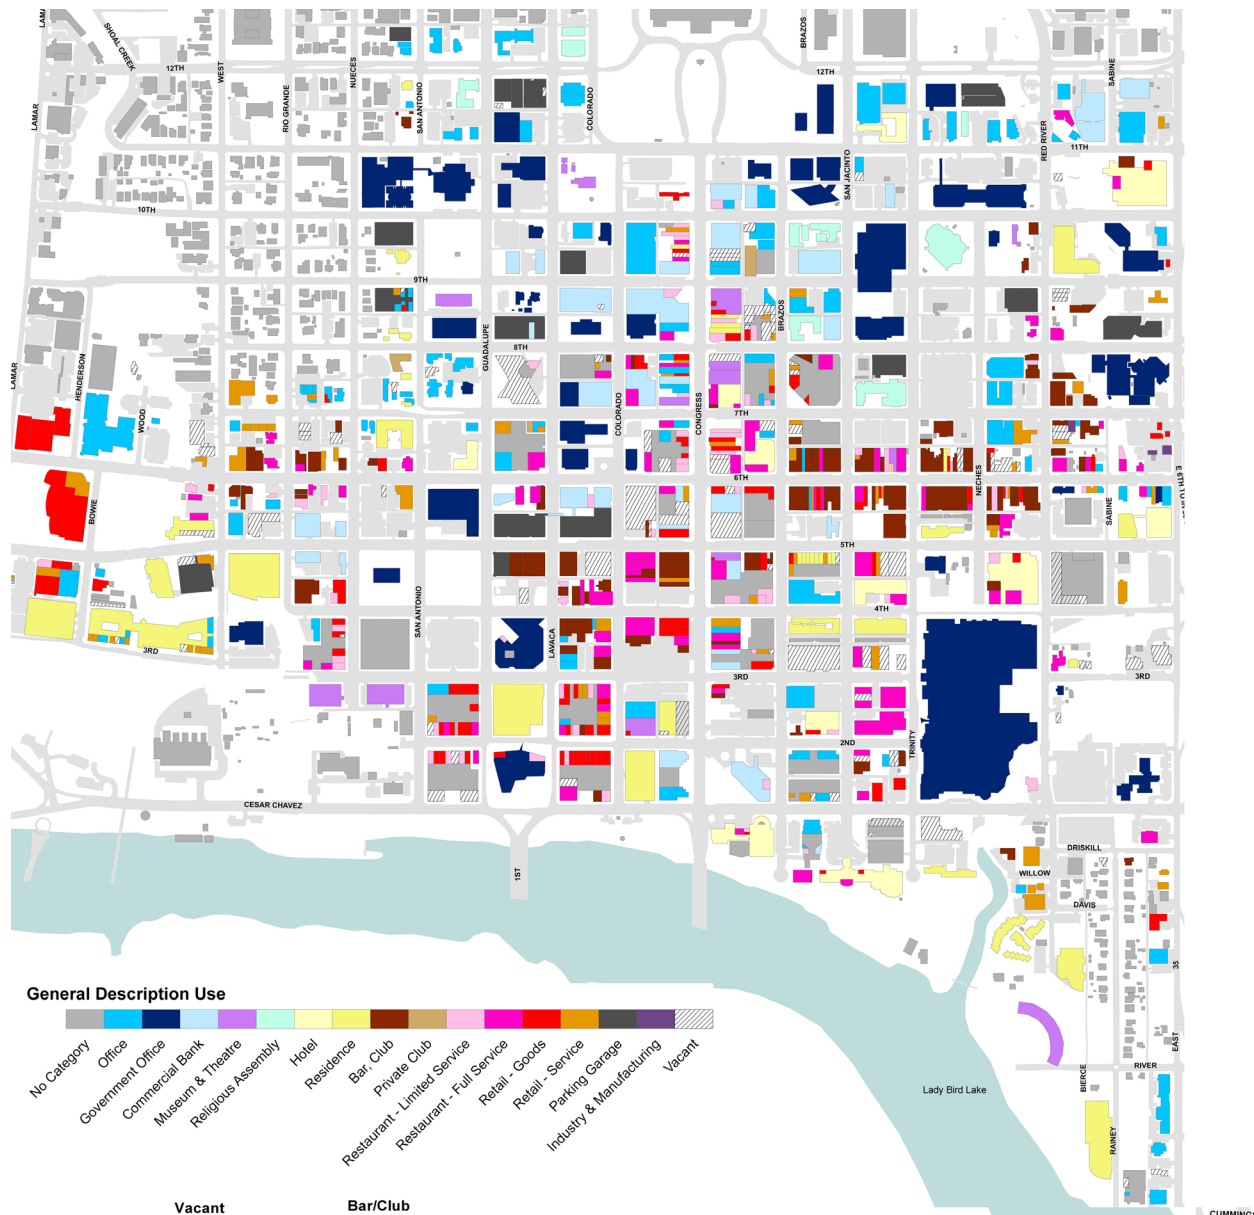 LAMAR
SHOAL CREEK
12TH
WEST
NUECES
RIO GRANDE
SAN ANTONIO
COLORADO
BRAZOS
12TH
SABINE
LAMAR
RED RIVER
11TH
SAN JACINTO
10TH
9TH
GUADALUPE
8TH
BRAZOS
LAMAR
HENDERSON
WOOD
COLORADO
CONGRESS
7TH
6TH
BOWIE
NECHES
SABINE
5TH
SAN ANTONIO
4TH
LAVACA
3RD
3RD
3RD
2ND
TRINITY
CESAR CHAVEZ
1ST
DRISKILL
WILLOW
DAVIS
35
EAST
RIVER
BIERCE
RAINEY
Lady Bird Lake
General Description Use
No Category
Office
Government Office
Commercial Bank
Museum & Theatre
Religious Assembly
Hotel
Residence
Bar, Club
Private Club
Restaurant - Limited Service
Restaurant - Full Service
Retail - Goods
Retail - Service
Parking Garage
Industry & Manufacturing
Vacant
Vacant
Bar/Club